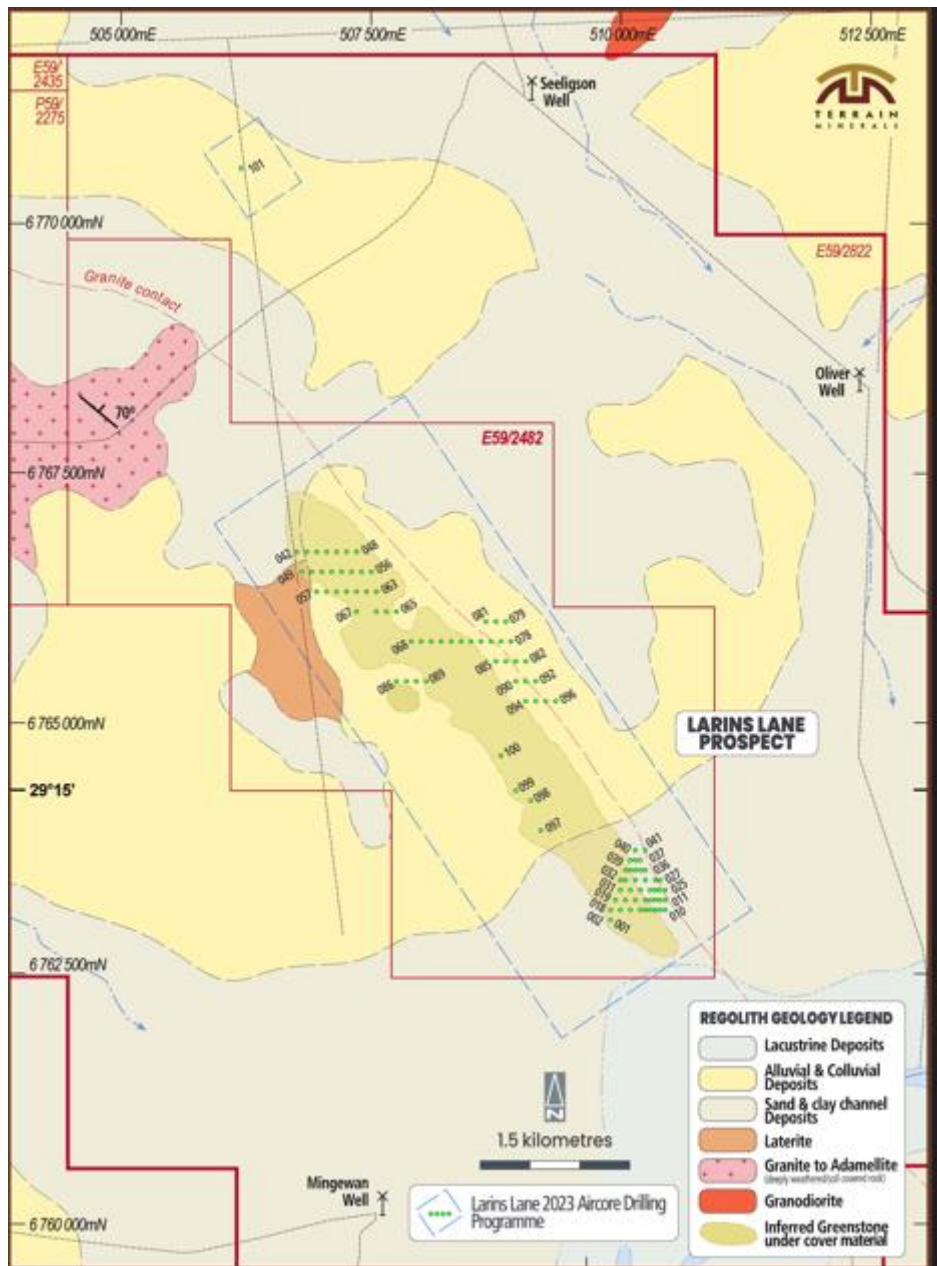 505 000mE
507 500mE
510 000mE
512 500mE
E59/
2435
P59/
2275
Seeligson
Well
TERRAIN
MINERALS
101
6 770 000mN
E59/2822
Granite contact
Oliver
Well
70°
E59/2482
6 767 500mN
042
048
049
056
057
063
067
065
081
079
068
078
085
082
086
089
090
092
094
096
6 765 000mN
LARINS LANE
PROSPECT
100
29°15'
099
098
097
040
041
039
037
032
036
027
031
025
019
011
018
010
002
001
6 762 500mN
REGOLITH GEOLOGY LEGEND
Lacustrine Deposits
Alluvial & Colluvial
Deposits
Sand & clay channel
Deposits
Laterite
Granite to Adamellite
(deeply weathered/soil covered rock)
Granodiorite
Inferred Greenstone
under cover material
N
1.5 kilometres
Mingewan
Well
Larins Lane 2023 Aircore Drilling
Programme
6 760 000mN